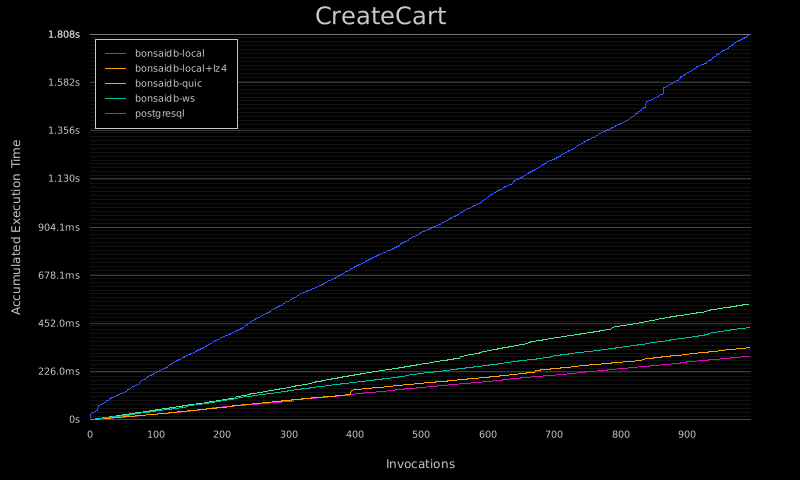 CreateCart
1.808s
1.582s
1.356s
1.130s
904.1ms
678.1ms
452.0ms
226.0ms
0s
bonsaidb-local
bonsaidb-local+lz4
bonsaidb-quic
bonsaidb-ws
postgresql
Accumulated Execution Time
0 100 200 300 400 500 600 700 800 900
Invocations